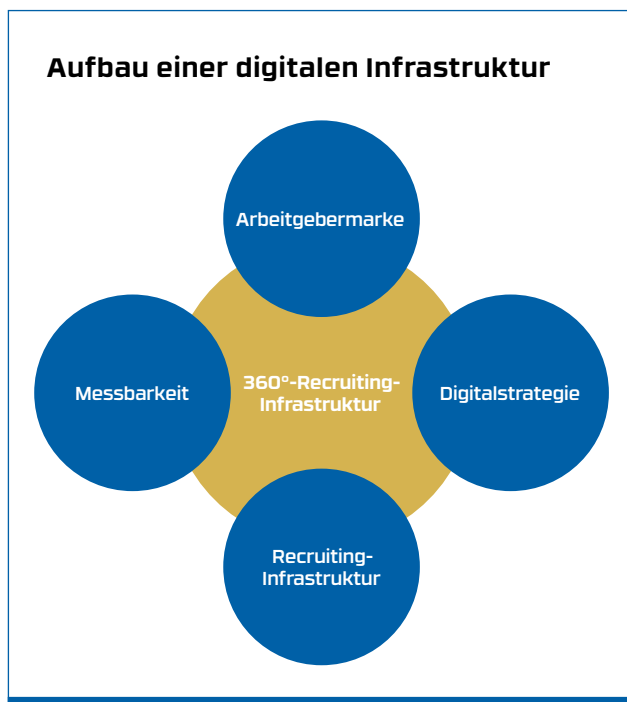 Aufbau einer digitalen Infrastruktur
Arbeitgebermarke
Messbarkeit
360°-Recruiting-
Infrastruktur
Digitalstrategie
Recruiting-
Infrastruktur